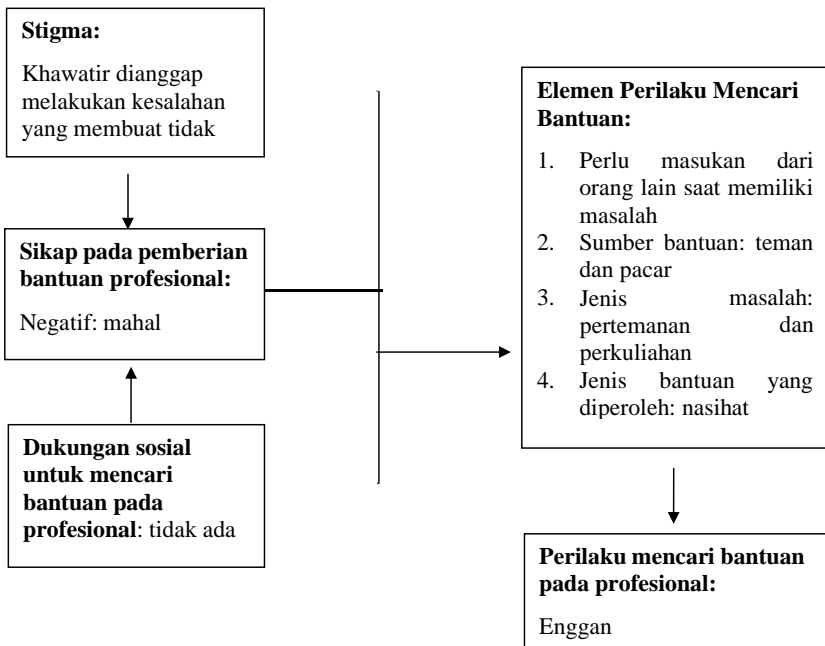 Stigma:
Khawatir dianggap
melakukan kesalahan
yang membuat tidak
Sikap pada pemberian
bantuan profesional:
Negatif: mahal
Dukungan sosial
untuk mencari
bantuan pada
profesional: tidak ada
Elemen Perilaku Mencari
Bantuan:
1. Perlu masukan dari
orang lain saat memiliki
masalah
2. Sumber bantuan: teman
dan pacar
3. Jenis masalah:
pertemanan dan
perkuliahan
4. Jenis bantuan yang
diperoleh: nasihat
Perilaku mencari bantuan
pada profesional:
Enggan